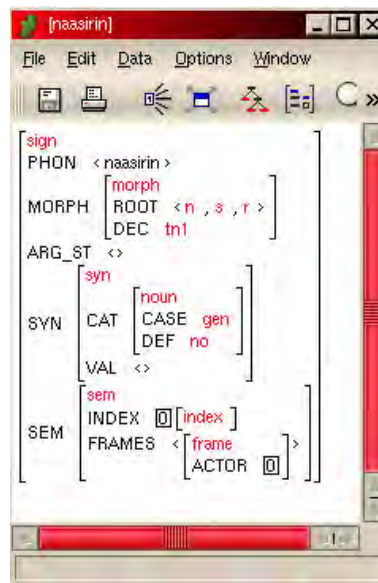 [naasirin]
File Edit Data Options Window
sign
PHON < naasirin >
morph
MORPH ROOT < n , s , r >
DEC tn1
ARG_ST <>
syn
noun
SYN CAT CASE gen
DEF no
VAL <>
sem
INDEX 0 [index ]
SEM FRAMES < frame >
ACTOR 0